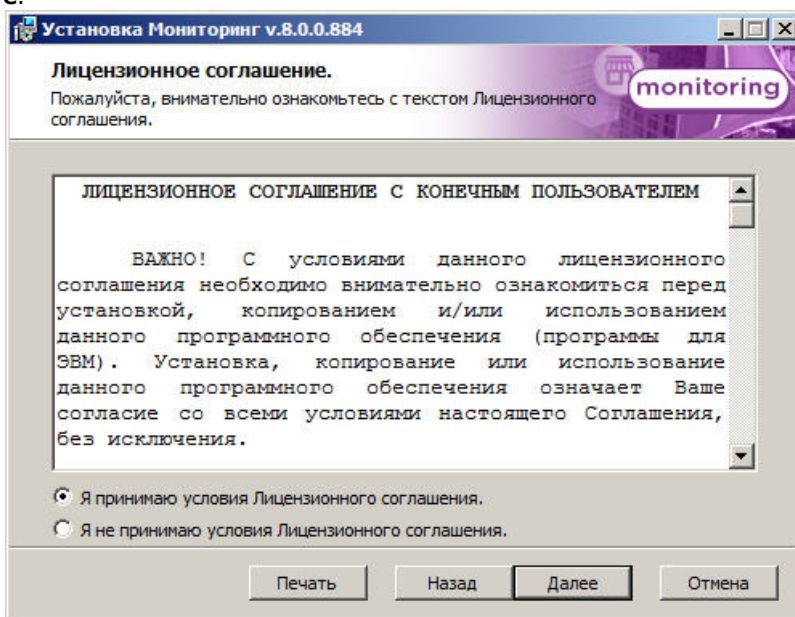 Установка Мониторинг v.8.0.0.884
Лицензионное соглашение.
Пожалуйста, внимательно ознакомьтесь с текстом Лицензионного
соглашения.
monitoring
ЛИЦЕНЗИОННОЕ СОГЛАШЕНИЕ С КОНЕЧНЫМ ПОЛЬЗОВАТЕЛЕМ
ВАЖНО! С условиями данного лицензионного
соглашения необходимо внимательно ознакомиться перед
установкой, копированием и/или использованием
данного программного обеспечения (программы для
ЭВМ). Установка, копирование или использование
данного программного обеспечения означает Ваше
согласие со всеми условиями настоящего Соглашения,
без исключения.
Я принимаю условия Лицензионного соглашения.
Я не принимаю условия Лицензионного соглашения.
Печать Назад Далее Отмена